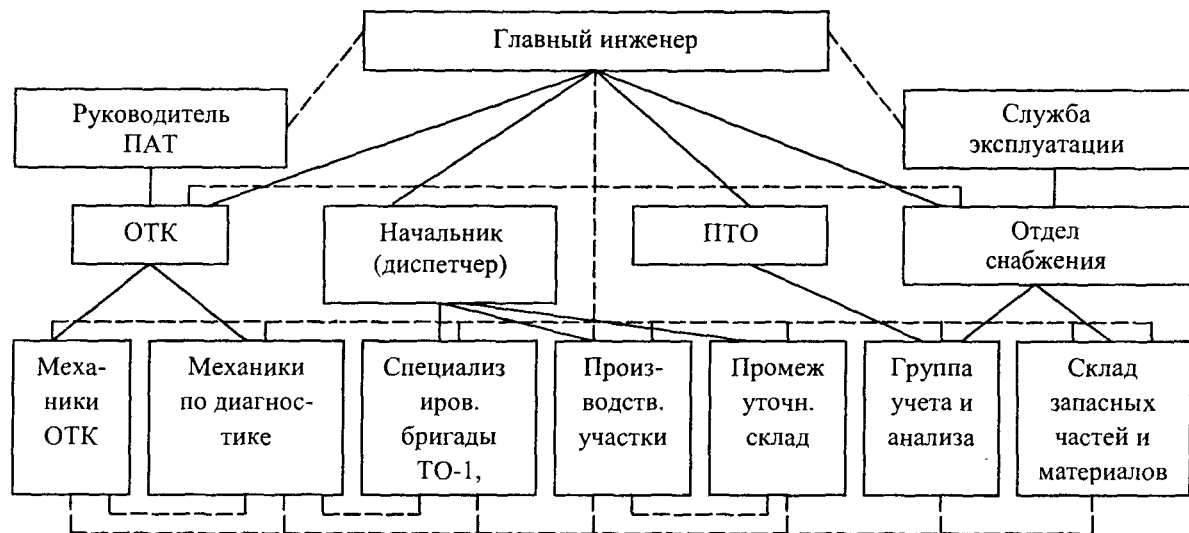 Главный инженер
Руководитель
ПАТ
Служба
эксплуатации
ОТК
Начальник
(диспетчер)
ПТО
Отдел
снабжения
Меха-
ники
ОТК
Механики
по диагнос-
тике
Специализ
иров.
бригады
ТО-1,
Произ-
водств.
участки
Промеж
уточн.
склад
Группа
учета и
анализа
Склад
запасных
частей и
материалов